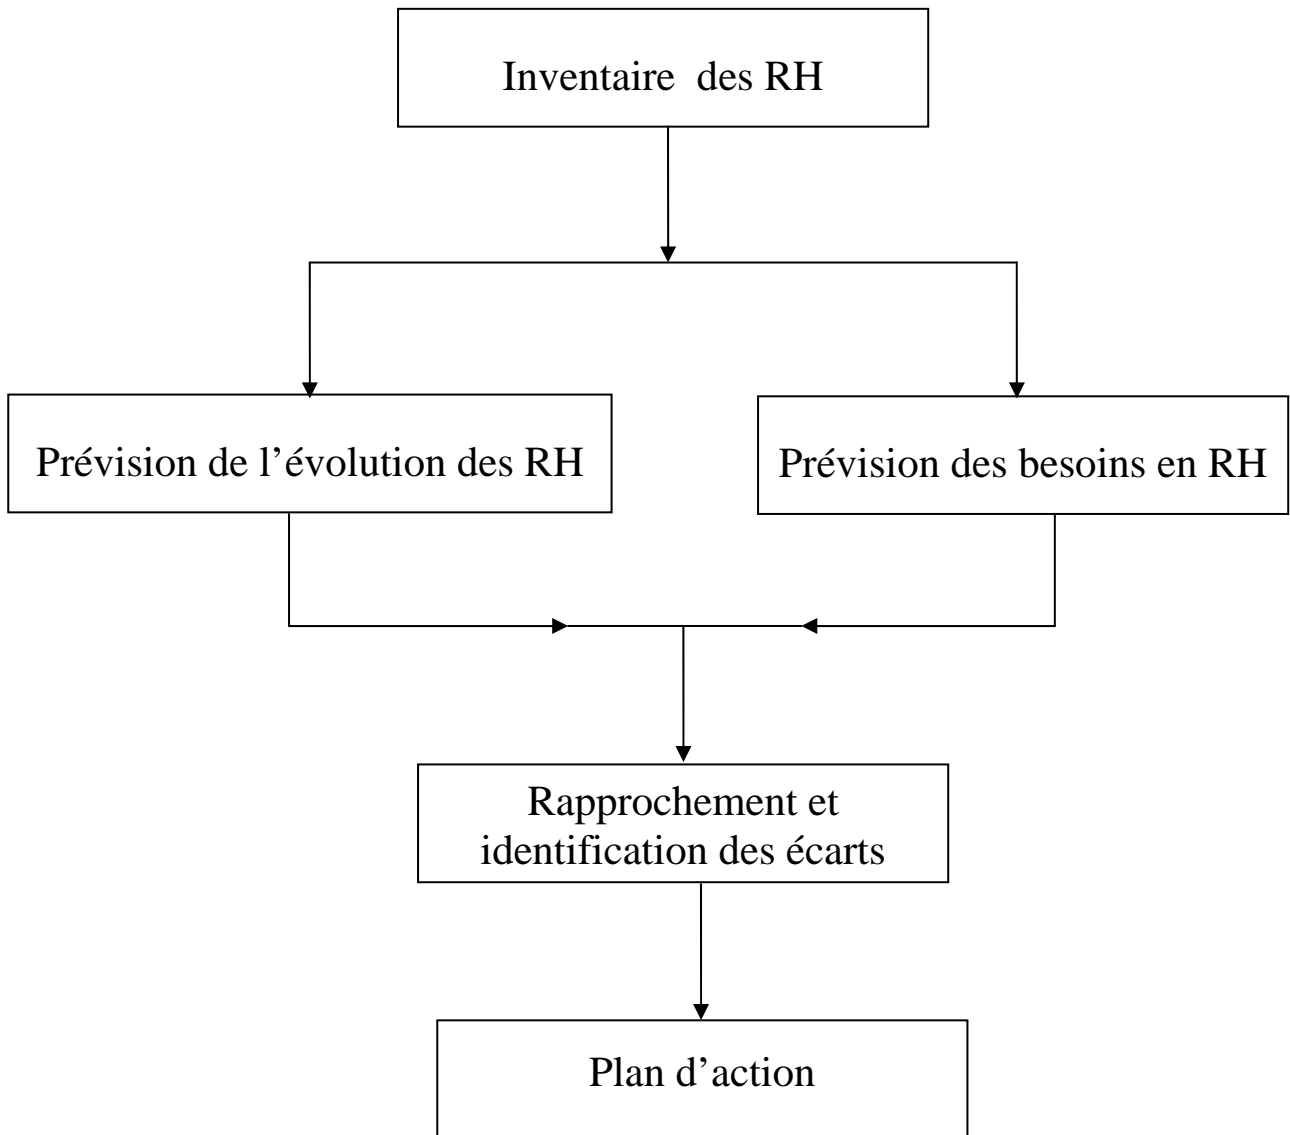 Inventaire des RH
Prévision de l’évolution des RH
Prévision des besoins en RH
Rapprochement et
identification des écarts
Plan d’action